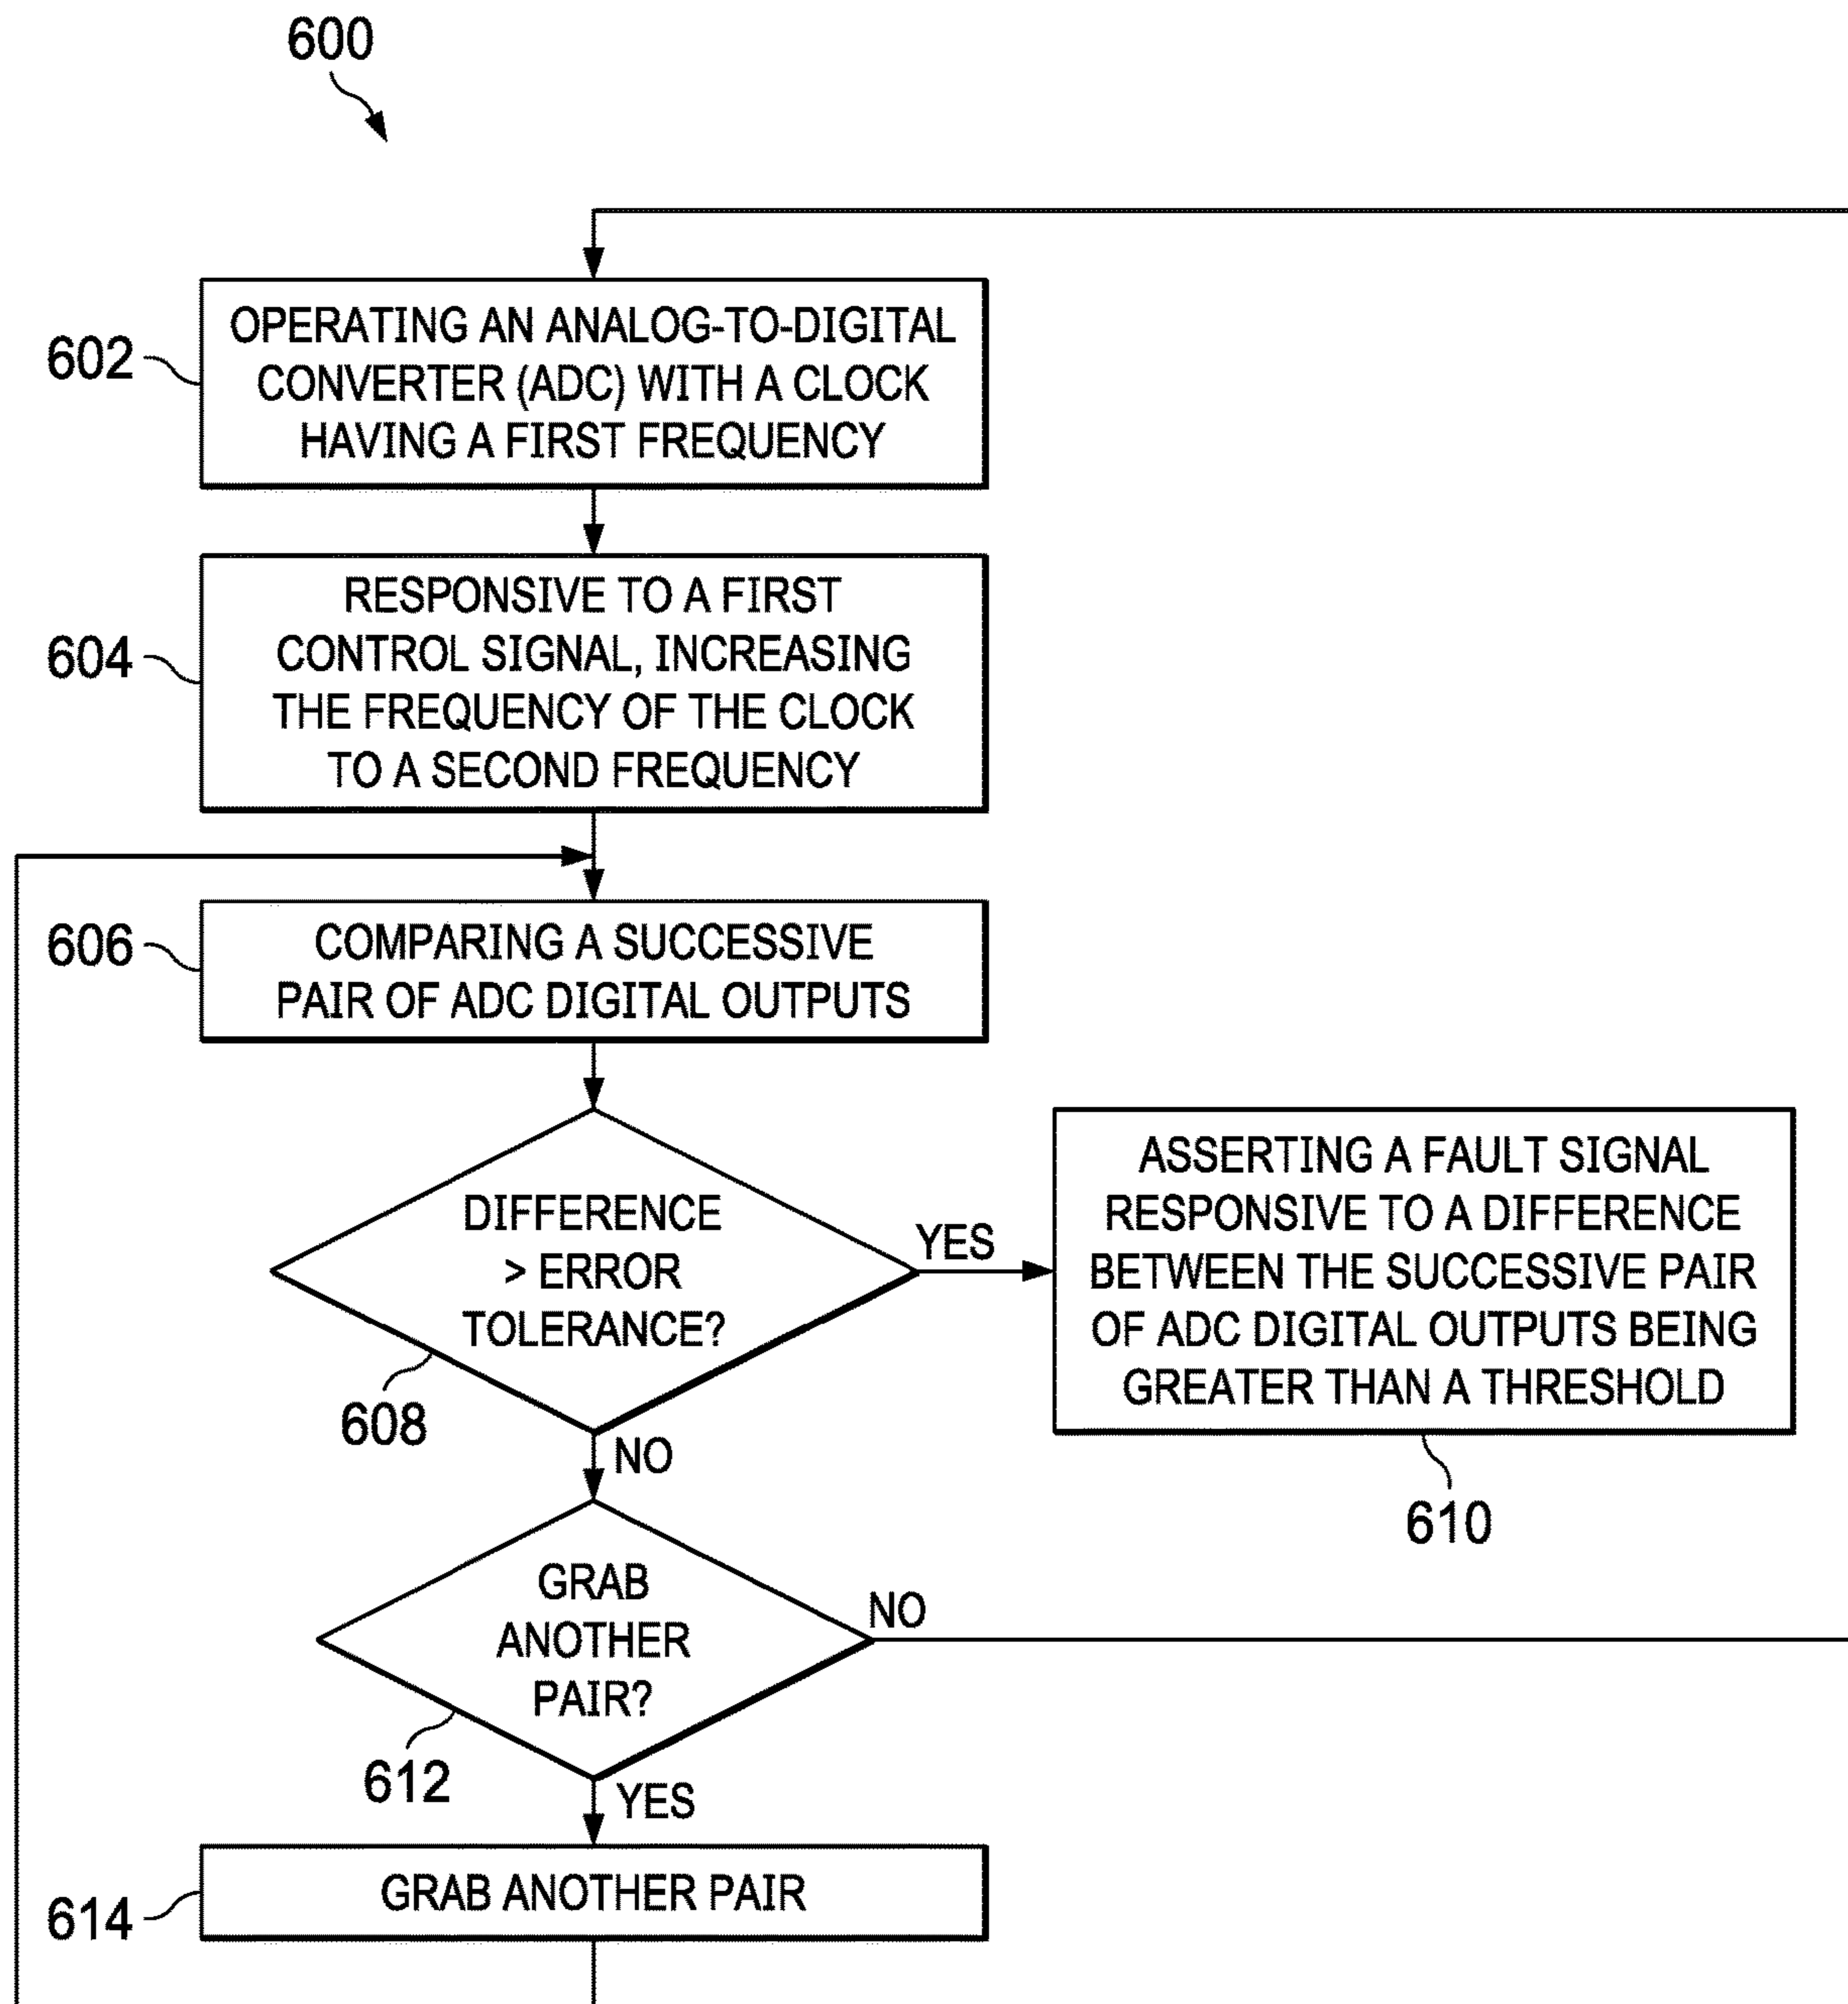 600
602
OPERATING AN ANALOG-TO-DIGITAL
CONVERTER (ADC) WITH A CLOCK
HAVING A FIRST FREQUENCY
604
RESPONSIVE TO A FIRST
CONTROL SIGNAL, INCREASING
THE FREQUENCY OF THE CLOCK
TO A SECOND FREQUENCY
606
COMPARING A SUCCESSIVE
PAIR OF ADC DIGITAL OUTPUTS
DIFFERENCE
> ERROR
TOLERANCE?
608
YES
NO
ASSERTING A FAULT SIGNAL
RESPONSIVE TO A DIFFERENCE
BETWEEN THE SUCCESSIVE PAIR
OF ADC DIGITAL OUTPUTS BEING
GREATER THAN A THRESHOLD
610
GRAB
ANOTHER
PAIR?
612
NO
YES
614
GRAB ANOTHER PAIR